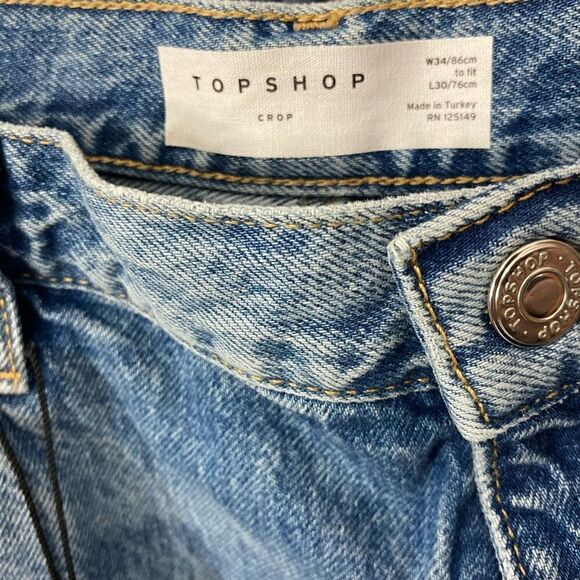 TOPSHOP
CROP
W34/86cm
to fit
L30/76cm
Made in Turkey
RN 125149
TOPSHOP · TOPSHOP ·